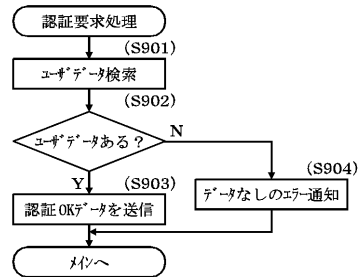 認証要求処理
(S901)
ﾕｰｻﾞﾃﾞｰﾀ検索
(S902)
ﾕｰｻﾞﾃﾞｰﾀある？
N
Y
(S903)
認証OKﾃﾞｰﾀを送信
(S904)
ﾃﾞｰﾀなしのｴﾗｰ通知
ﾒｲﾝへ